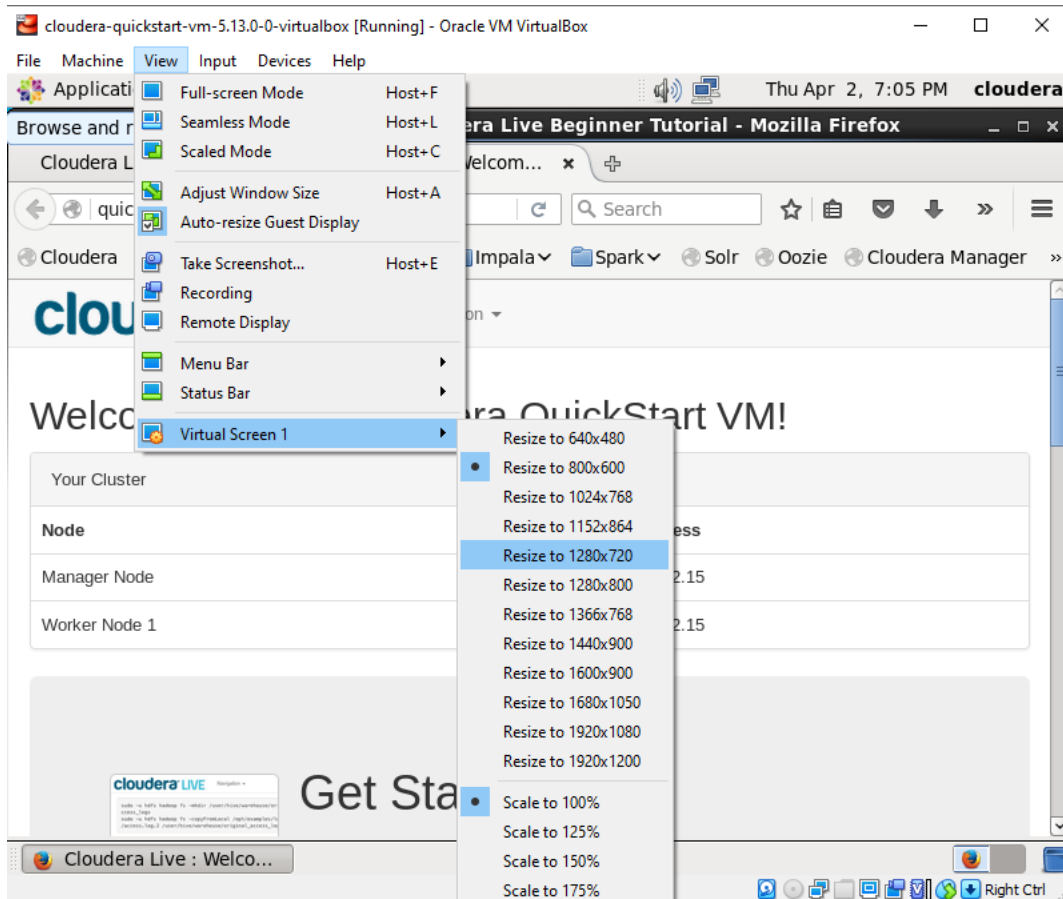 cloudera-quickstart-vm-5.13.0-0-virtualbox [Running] - Oracle VM VirtualBox
File Machine View Input Devices Help
Applicati Thu Apr 2, 7:05 PM cloudera
Full-screen Mode Host+F
Seamless Mode Host+L
Scaled Mode Host+C
Adjust Window Size Host+A
Auto-resize Guest Display
Take Screenshot... Host+E
Recording
Remote Display
Menu Bar
Status Bar
Virtual Screen 1
Browse and r era Live Beginner Tutorial - Mozilla Firefox
Cloudera L Welcom...
quic Search
Cloudera Impala Spark Solr Oozie Cloudera Manager »
clou on
Welco era QuickStart VM!
Your Cluster
Node ess
Manager Node 2.15
Worker Node 1 2.15
Resize to 640x480
Resize to 800x600
Resize to 1024x768
Resize to 1152x864
Resize to 1280x720
Resize to 1280x800
Resize to 1366x768
Resize to 1440x900
Resize to 1600x900
Resize to 1680x1050
Resize to 1920x1080
Resize to 1920x1200
Scale to 100%
Scale to 125%
Scale to 150%
Scale to 175%
cloudera LIVE Navigation
Get Sta
Cloudera Live : Welco...
Right Ctrl